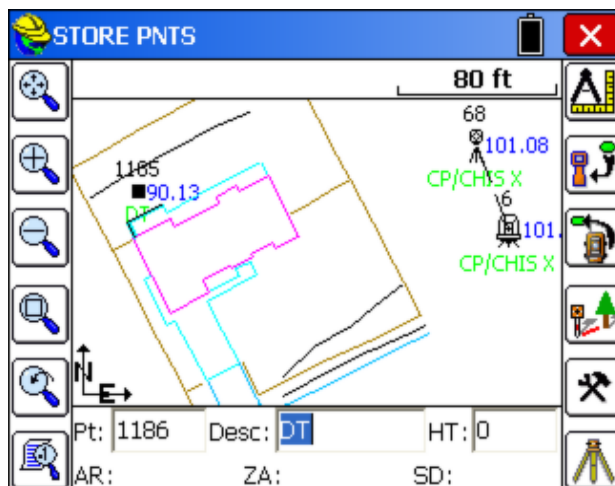 STORE PNTS
80 ft
68
101.08
CP/CHIS X
1185
90.13
DT
6
101.
CP/CHIS X
N
E
Pt: 1186 Desc: DT HT: 0
AR: ZA: SD: